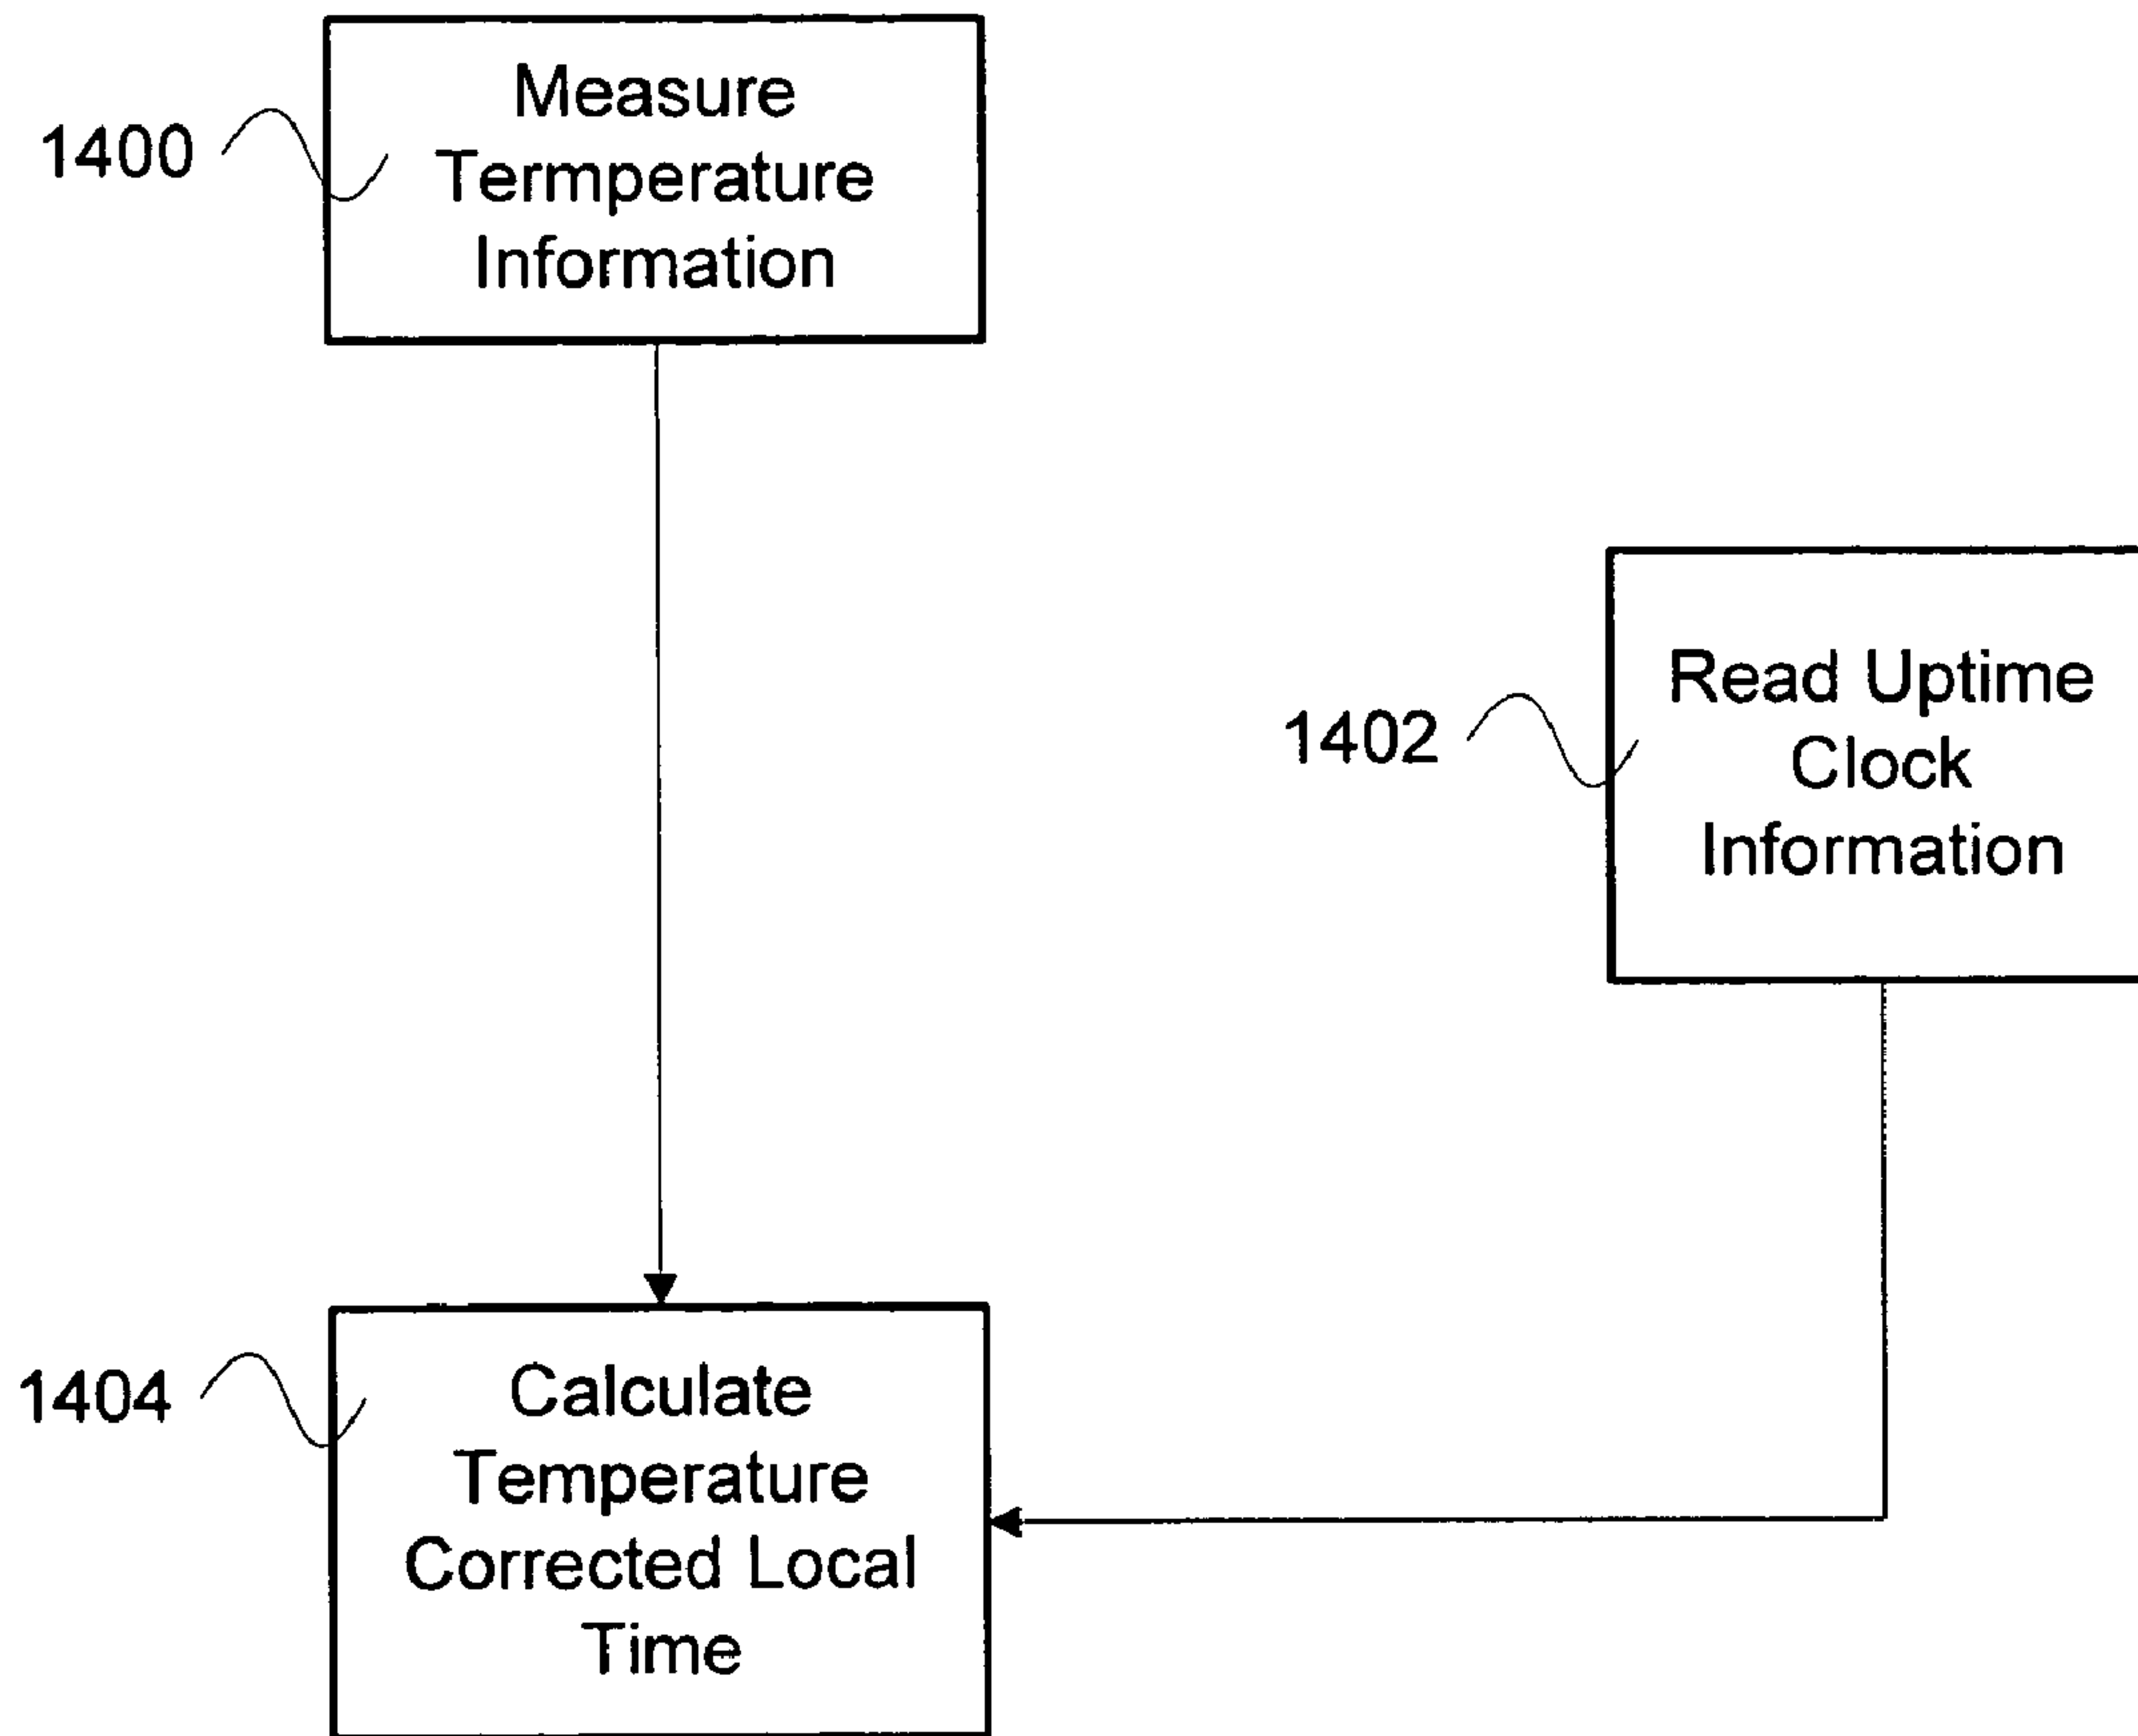 1400
Measure
Termperature
Information
1402
Read Uptime
Clock
Information
1404
Calculate
Temperature
Corrected Local
Time